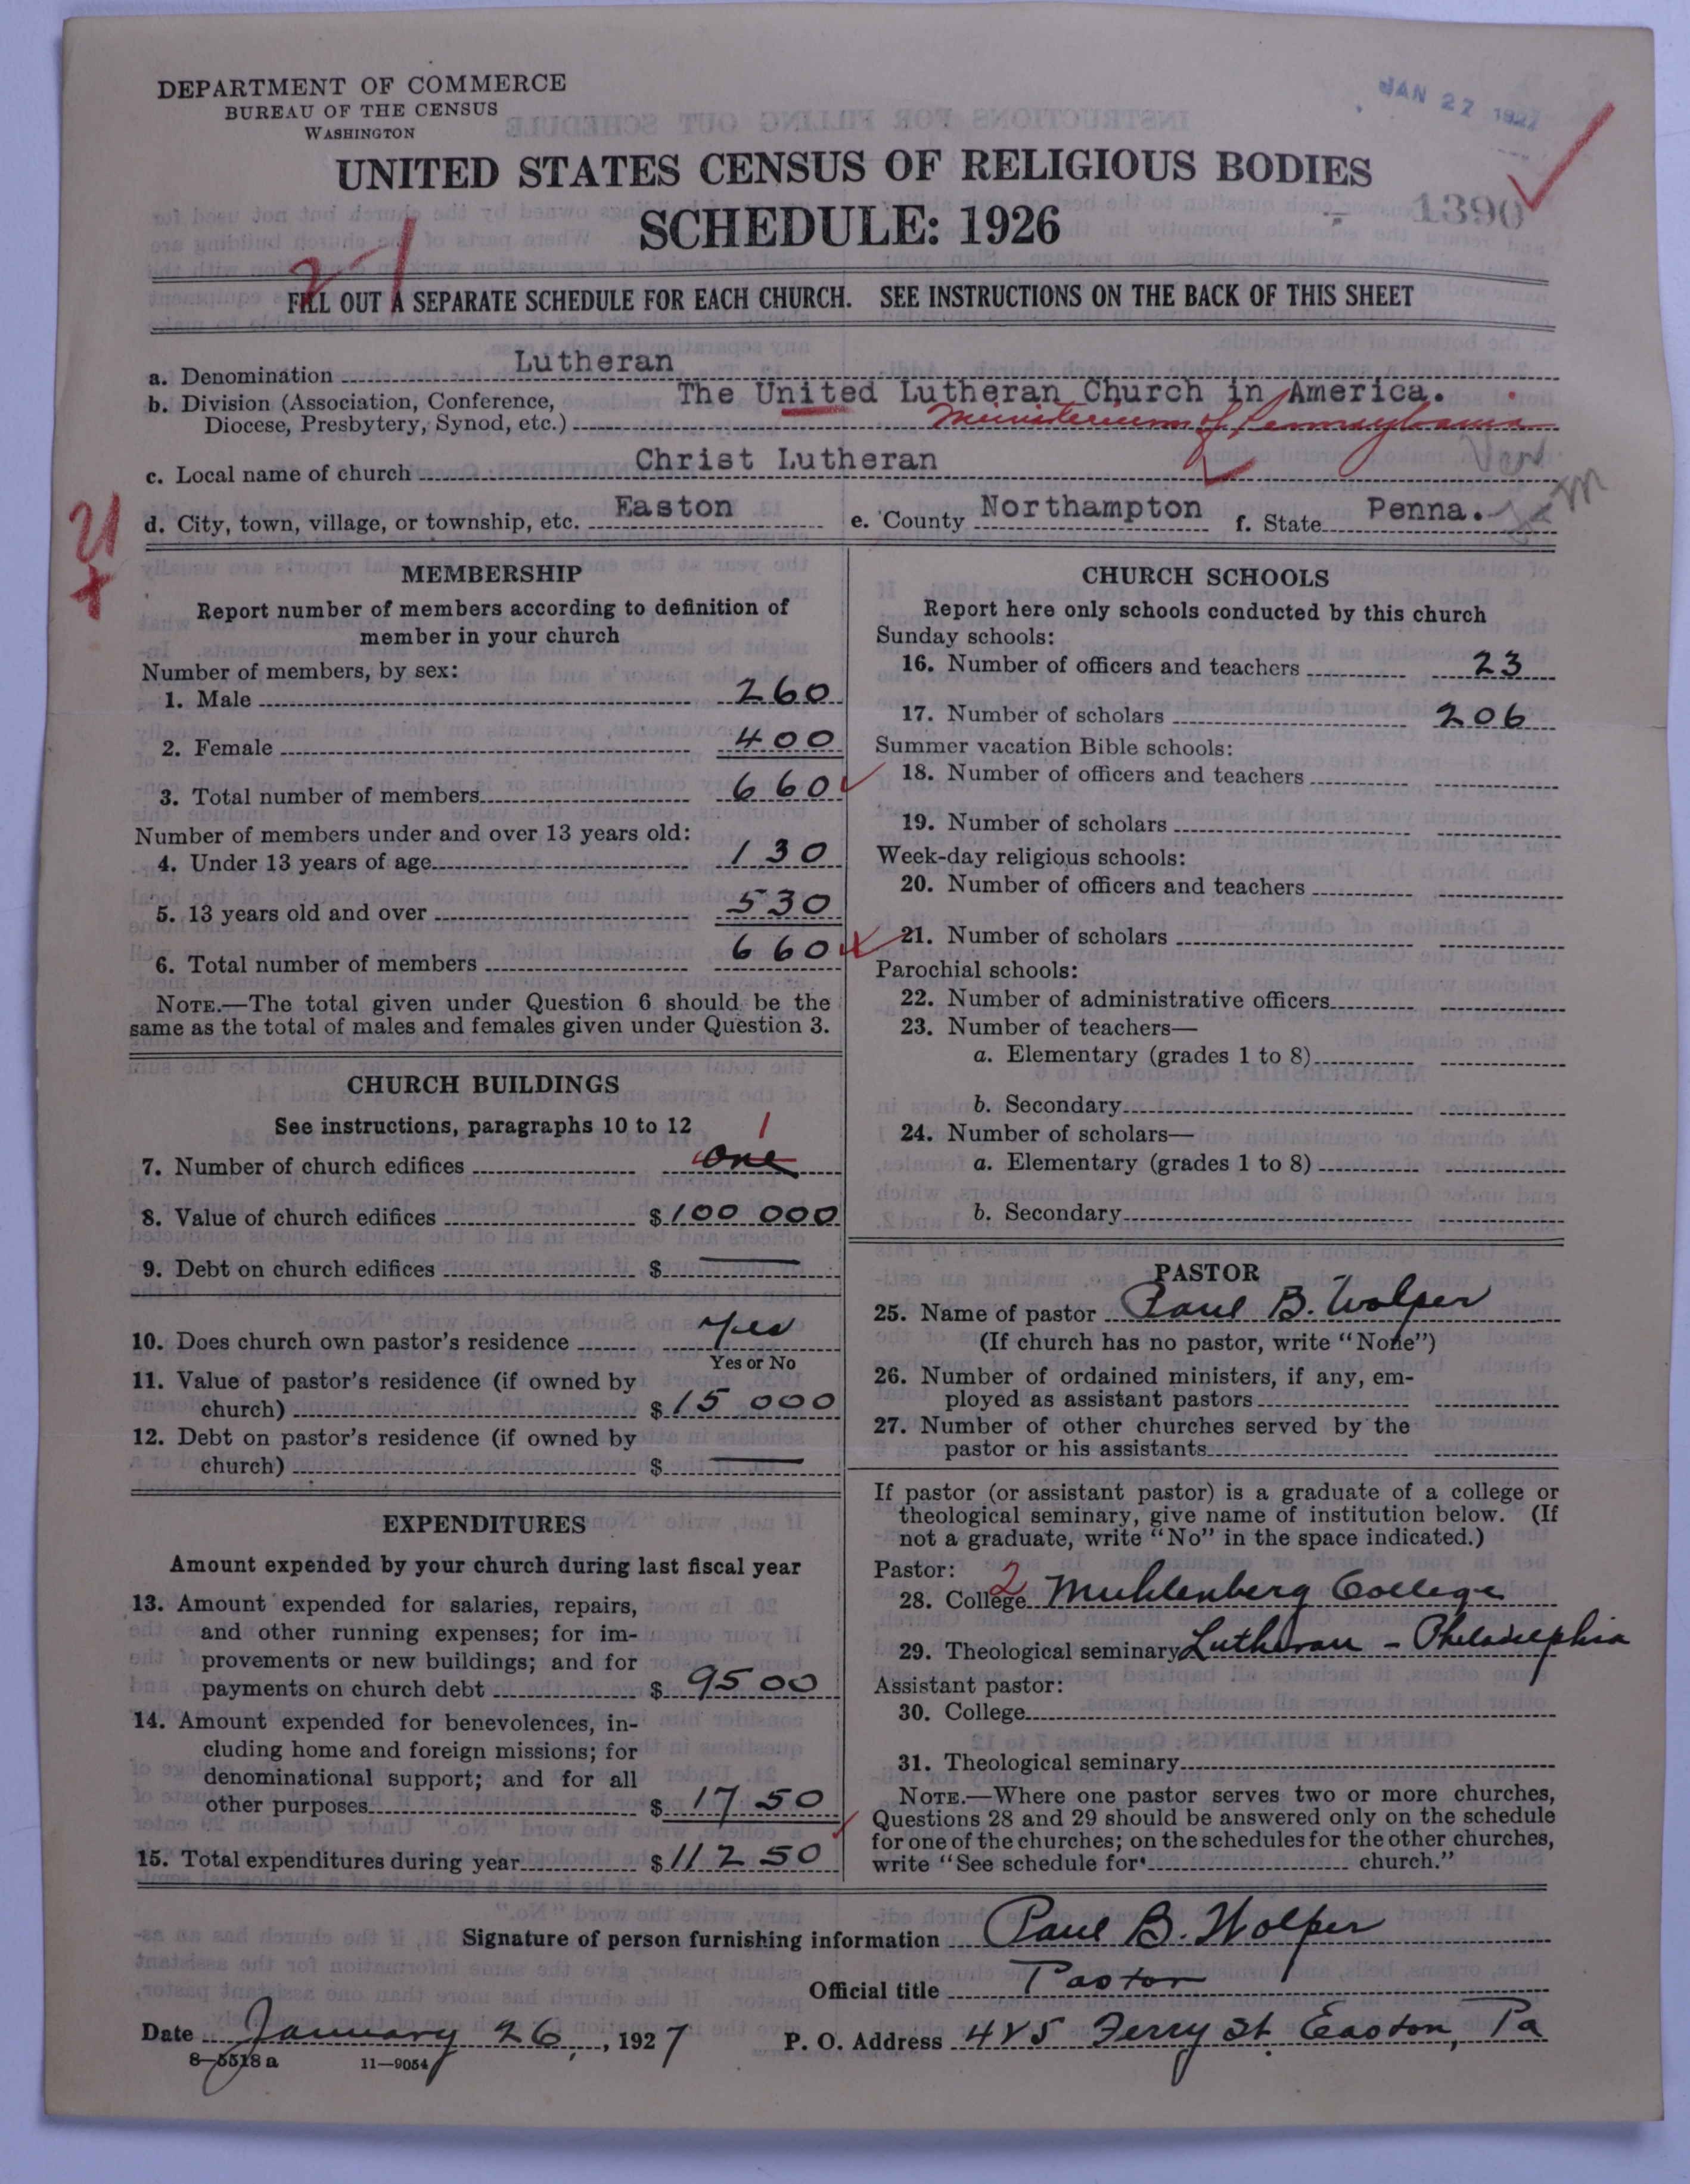 DEPARTMENT OF COMMERCE
BUREAU OF THE CENSUS
WASHINGTON
JAN 27 1927
UNITED STATES CENSUS OF RELIGIOUS BODIES
SCHEDULE: 1926
1390
FILL OUT A SEPARATE SCHEDULE FOR EACH CHURCH. SEE INSTRUCTIONS ON THE BACK OF THIS SHEET
a. Denomination Lutheran
b. Division (Association, Conference, The United Lutheran Church in America.
Diocese, Presbytery, Synod, etc.) Ministerium of Pennsylvania
c. Local name of church Christ Lutheran
d. City, town, village, or township, etc. Easton e. County Northampton f. State Penna.
MEMBERSHIP
Report number of members according to definition of
member in your church
Number of members, by sex:
1. Male 260
2. Female 400
3. Total number of members 660
Number of members under and over 13 years old:
4. Under 13 years of age 130
5. 13 years old and over 530
6. Total number of members 660
NOTE.—The total given under Question 6 should be the
same as the total of males and females given under Question 3.
CHURCH BUILDINGS
See instructions, paragraphs 10 to 12
1
7. Number of church edifices one
8. Value of church edifices $100 000
9. Debt on church edifices $ —
10. Does church own pastor's residence Yes
Yes or No
11. Value of pastor's residence (if owned by
church) $15 000
12. Debt on pastor's residence (if owned by
church) $ —
EXPENDITURES
Amount expended by your church during last fiscal year
13. Amount expended for salaries, repairs,
and other running expenses; for im-
provements or new buildings; and for
payments on church debt $ 9500
14. Amount expended for benevolences, in-
cluding home and foreign missions; for
denominational support; and for all
other purposes $ 1750
15. Total expenditures during year $11250
CHURCH SCHOOLS
Report here only schools conducted by this church
Sunday schools:
16. Number of officers and teachers 23
17. Number of scholars 206
Summer vacation Bible schools:
18. Number of officers and teachers
19. Number of scholars
Week-day religious schools:
20. Number of officers and teachers
21. Number of scholars
Parochial schools:
22. Number of administrative officers
23. Number of teachers—
a. Elementary (grades 1 to 8)
b. Secondary
24. Number of scholars—
a. Elementary (grades 1 to 8)
b. Secondary
PASTOR
25. Name of pastor Paul B. Wolper
(If church has no pastor, write "None")
26. Number of ordained ministers, if any, em-
ployed as assistant pastors
27. Number of other churches served by the
pastor or his assistants
If pastor (or assistant pastor) is a graduate of a college or
theological seminary, give name of institution below. (If
not a graduate, write "No" in the space indicated.)
Pastor:
28. College 2 Muhlenberg College
29. Theological seminary Lutheran - Philadelphia
Assistant pastor:
30. College
31. Theological seminary
NOTE.—Where one pastor serves two or more churches,
Questions 28 and 29 should be answered only on the schedule
for one of the churches; on the schedules for the other churches,
write "See schedule for church."
Signature of person furnishing information Paul B. Wolper
Official title Pastor
Date January 26, 1927 P. O. Address Ferry St. Easton, Pa
8-5518 a 11-9054